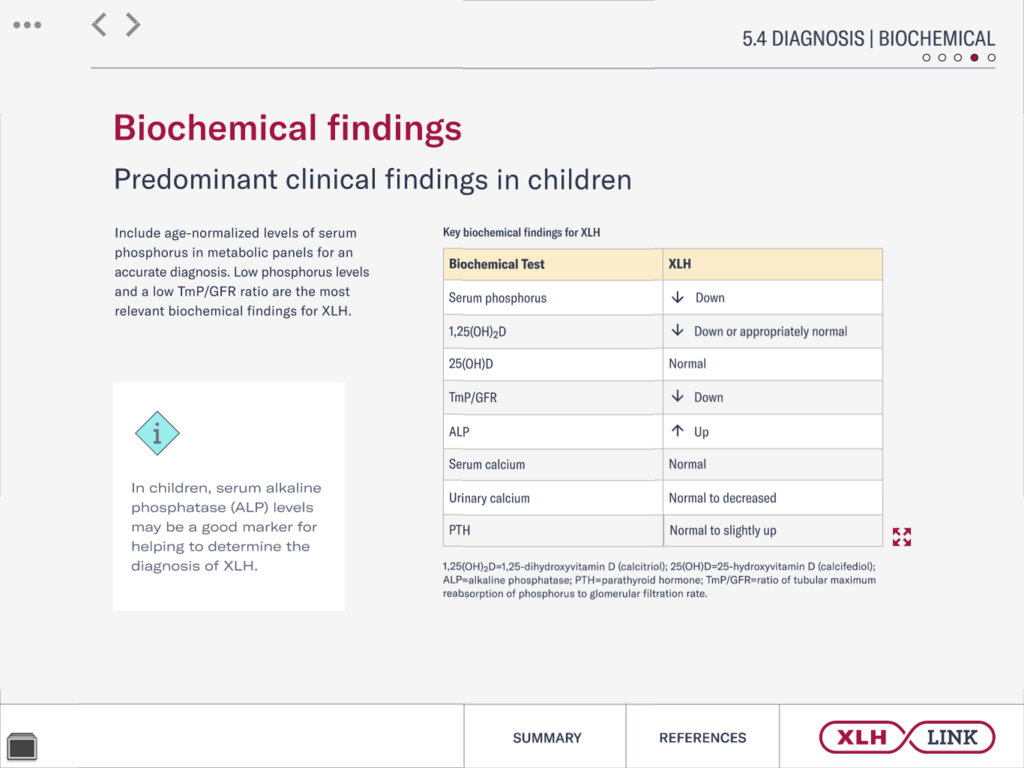 5.4 DIAGNOSIS | BIOCHEMICAL
Biochemical findings
Predominant clinical findings in children
Include age-normalized levels of serum
phosphorus in metabolic panels for an
accurate diagnosis. Low phosphorus levels
and a low TmP/GFR ratio are the most
relevant biochemical findings for XLH.
i
In children, serum alkaline
phosphatase (ALP) levels
may be a good marker for
helping to determine the
diagnosis of XLH.
Key biochemical findings for XLH
Biochemical Test XLH
Serum phosphorus ↓ Down
1,25(OH)₂D ↓ Down or appropriately normal
25(OH)D Normal
TmP/GFR ↓ Down
ALP ↑ Up
Serum calcium Normal
Urinary calcium Normal to decreased
PTH Normal to slightly up
1,25(OH)₂D=1,25-dihydroxyvitamin D (calcitriol); 25(OH)D=25-hydroxyvitamin D (calcifediol);
ALP=alkaline phosphatase; PTH=parathyroid hormone; TmP/GFR=ratio of tubular maximum
reabsorption of phosphorus to glomerular filtration rate.
SUMMARY
REFERENCES
XLH LINK